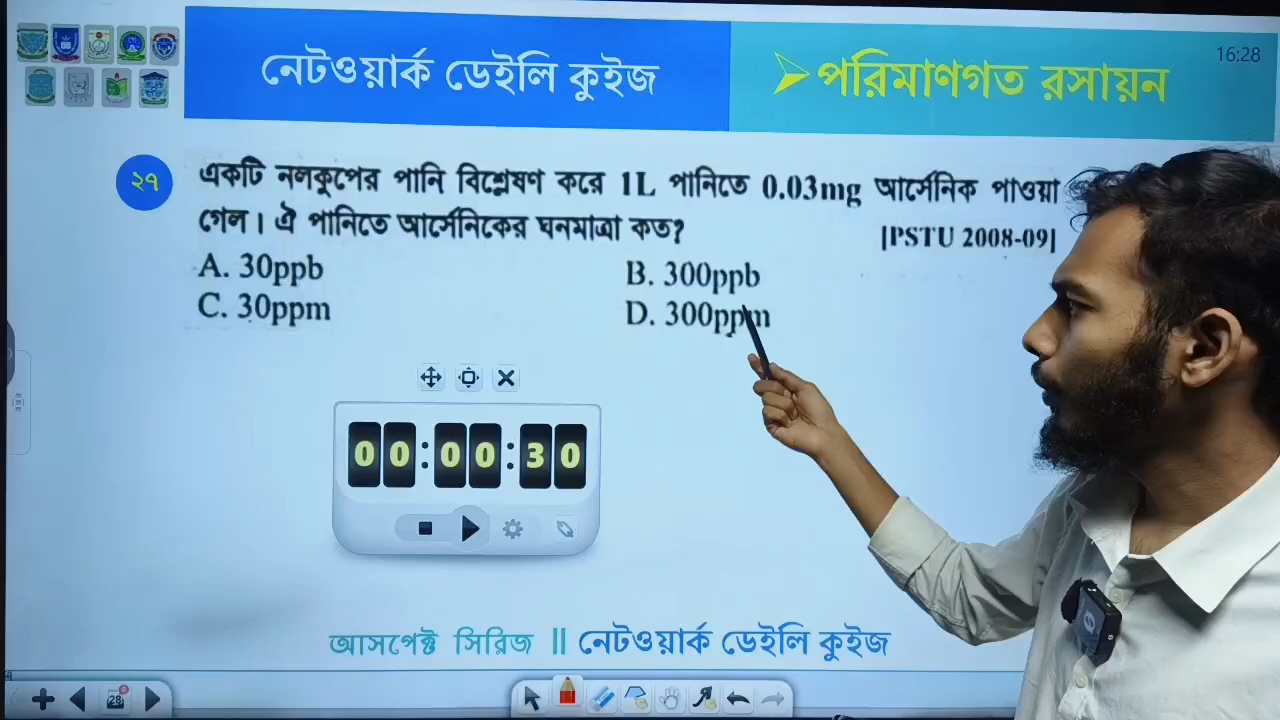 নেটওয়ার্ক ডেইলি কুইজ
পরিমাণগত রসায়ন
16:28
২৭
একটি নলকুপের পানি বিশ্লেষণ করে 1L পানিতে 0.03mg আর্সেনিক পাওয়া
গেল। ঐ পানিতে আর্সেনিকের ঘনমাত্রা কত?
[PSTU 2008-09]
A. 30ppb
B. 300ppb
C. 30ppm
D. 300ppm
00:00:30
আসপেক্ট সিরিজ || নেটওয়ার্ক ডেইলি কুইজ
28